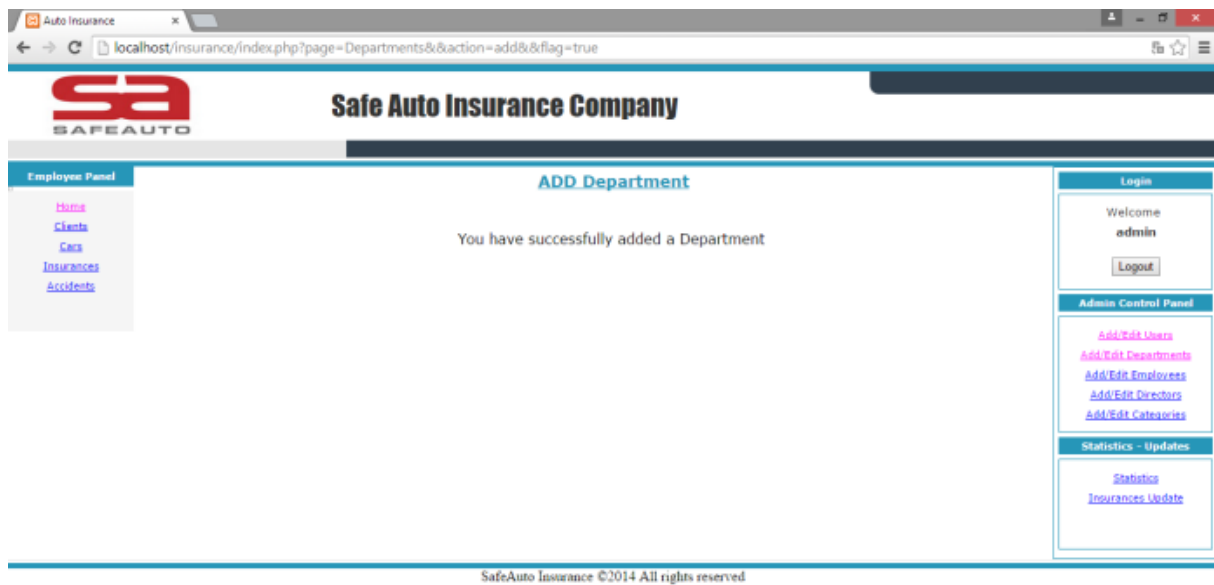 Auto Insurance
localhost/insurance/index.php?page=Departments&&action=add&&flag=true
sa
SAFEAUTO
Safe Auto Insurance Company
Employee Panel
Home
Clients
Cars
Insurances
Accidents
ADD Department
You have successfully added a Department
Login
Welcome
admin
Logout
Admin Control Panel
Add/Edit Users
Add/Edit Departments
Add/Edit Employees
Add/Edit Directors
Add/Edit Categories
Statistics - Updates
Statistics
Insurances Update
SafeAuto Insurance ©2014 All rights reserved